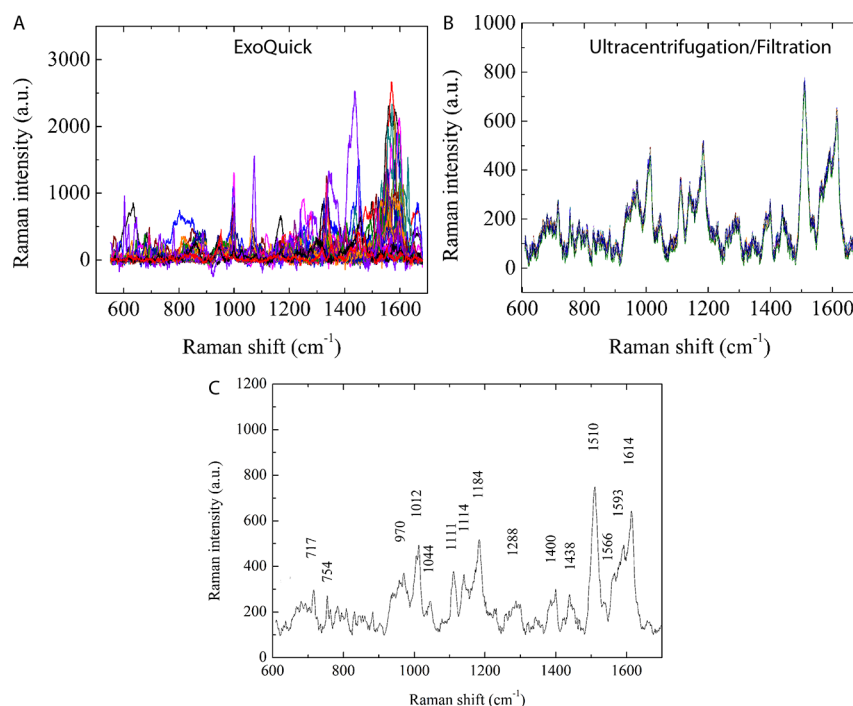 A
ExoQuick
Raman intensity (a.u.)
3000
2000
1000
0
600 800 1000 1200 1400 1600
Raman shift (cm-1)
B
Ultracentrifugation/Filtration
Raman intensity (a.u.)
1000
800
600
400
200
0
600 800 1000 1200 1400 1600
Raman shift (cm-1)
C
Raman intensity (a.u.)
1200
1000
800
600
400
200
0
717
754
970
1012
1044
1111
1114
1184
1288
1400
1438
1510
1566
1593
1614
600 800 1000 1200 1400 1600
Raman shift (cm-1)